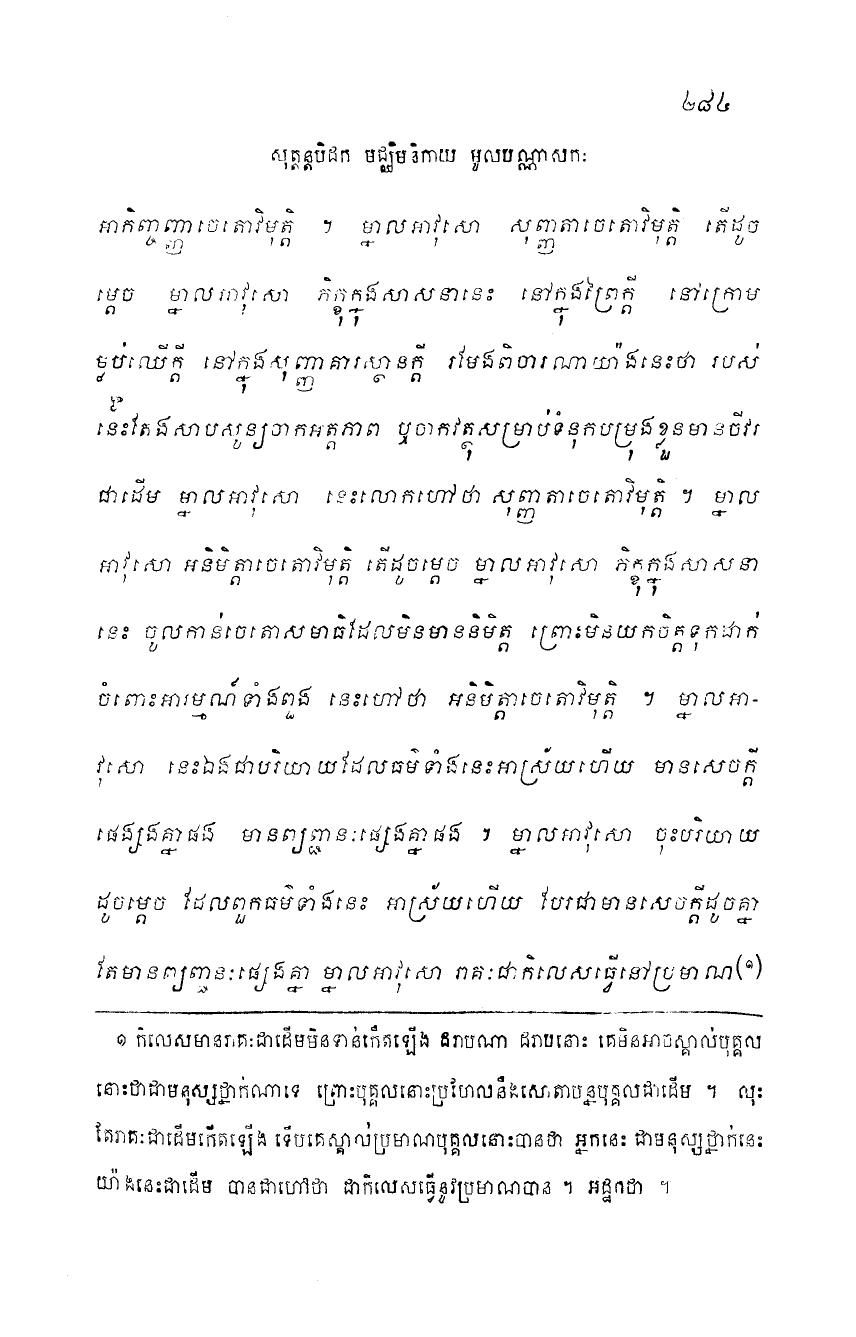 ២៨៤
សុត្តន្តបិដក មជ្ឈិមនិកាយ មូលបណ្ណាសកៈ
អាកិញ្ចញ្ញាចេតោវិមុត្តិ ។ ម្នាលអាវុសោ សុញ្ញតាចេតោវិមុត្តិ តើដូច
ម្តេច ម្នាលអាវុសោ ភិក្ខុក្នុងសាសនានេះ នៅក្នុងព្រៃក្តី នៅក្រោម
ម្លប់ឈើក្តី នៅក្នុងសុញ្ញាគារស្ថានក្តី រមែងពិចារណាយ៉ាងនេះថា របស់
នេះតែងសាបសូន្យចាកអត្តភាព ឬចាកវត្ថុសម្រាប់ទំនុកបម្រុងខ្លួនមានចីវរ
ជាដើម ម្នាលអាវុសោ នេះលោកហៅថា សុញ្ញតាចេតោវិមុត្តិ ។ ម្នាល
អាវុសោ អនិមិត្តាចេតោវិមុត្តិ តើដូចម្តេច ម្នាលអាវុសោ ភិក្ខុក្នុងសាសនា
នេះ ចូលកាន់ចេតោសមាធិដែលមិនមាននិមិត្ត ព្រោះមិនយកចិត្តទុកដាក់
ចំពោះអារម្មណ៍ទាំងពួង នេះហៅថា អនិមិត្តាចេតោវិមុត្តិ ។ ម្នាលអា-
វុសោ នេះឯងជាបរិយាយដែលធម៌ទាំងនេះអាស្រ័យហើយ មានសេចក្តី
ផេង្សងគ្នាផង មានព្យញ្ជនៈផ្សេងគ្នាផង ។ ម្នាលអាវុសោ ចុះបរិយាយ
ដូចម្តេច ដែលពួកធម៌ទាំងនេះ អាស្រ័យហើយ បែរជាមានសេចក្តីដូចគ្នា
តែមានព្យញ្ជនៈផ្សេងគ្នា ម្នាលអាវុសោ រាគៈជាកិលេសធ្វើនៅប្រមាណ(១)
១ កិលេសមានរាគៈជាដើមមិនទាន់កើតឡើង ដរាបណា ដរាបនោះ គេមិនអាចស្គាល់បុគ្គល
នោះថាជាមនុស្សថ្នាក់ណាទេ ព្រោះបុគ្គលនោះប្រហែលនឹងសោតាបន្នបុគ្គលជាដើម ។ លុះ
តែរាគៈជាដើមកើតឡើង ទើបគេស្គាល់ប្រមាណបុគ្គលនោះបានថា អ្នកនេះ ជាមនុស្សថ្នាក់នេះ
យ៉ាងនេះជាដើម បានជាហៅថា ជាកិលេសធ្វើនូវប្រមាណបាន ។ អដ្ឋកថា ។